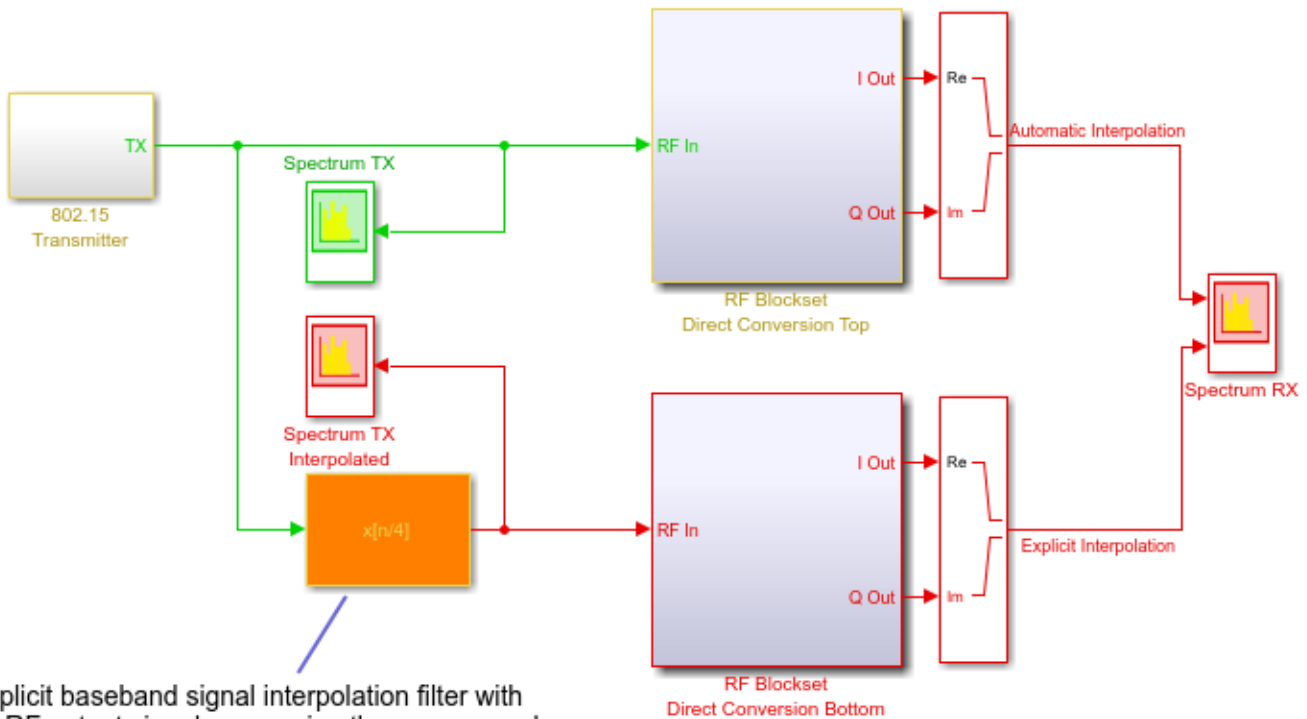 I Out
Re
TX
Spectrum TX
RF In
Automatic Interpolation
802.15
Transmitter
Q Out
Im
RF Blockset
Direct Conversion Top
Spectrum RX
Spectrum TX
Interpolated
I Out
Re
x[n/4]
RF In
Explicit Interpolation
Q Out
Im
RF Blockset
Direct Conversion Bottom
plicit baseband signal interpolation filter with